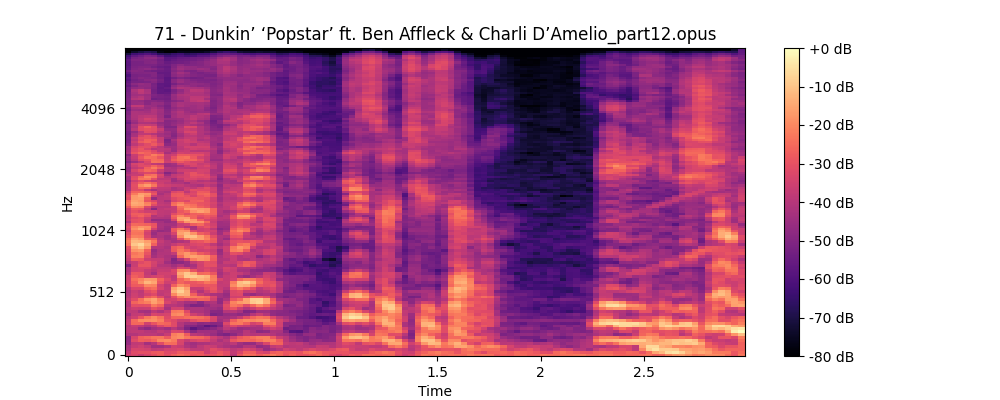 71 - Dunkin’ ‘Popstar’ ft. Ben Affleck & Charli D’Amelio_part12.opus
Hz
4096
2048
1024
512
0
0
0.5
1
1.5
2
2.5
Time
+0 dB
-10 dB
-20 dB
-30 dB
-40 dB
-50 dB
-60 dB
-70 dB
-80 dB